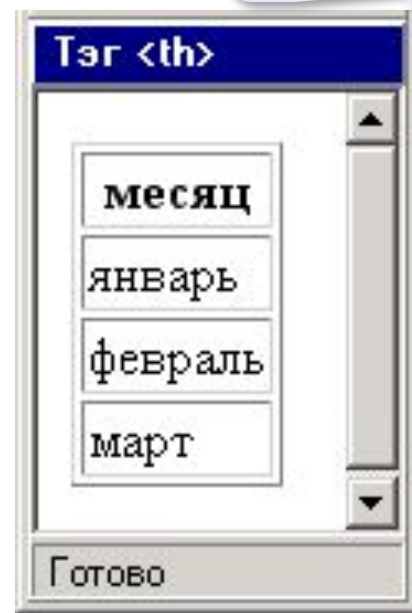 Тэг <th>
месяц
январь
февраль
март
Готово